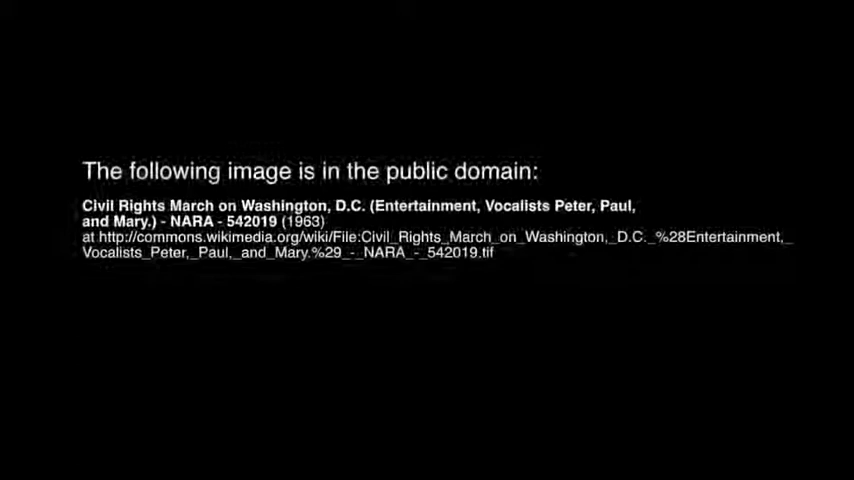 The following image is in the public domain:
Civil Rights March on Washington, D.C. (Entertainment, Vocalists Peter, Paul,
and Mary.) - NARA - 542019 (1963)
at http://commons.wikimedia.org/wiki/File:Civil_Rights_March_on_Washington,_D.C._%28Entertainment,_
Vocalists_Peter,_Paul,_and_Mary.%29_-_NARA_-_542019.tif